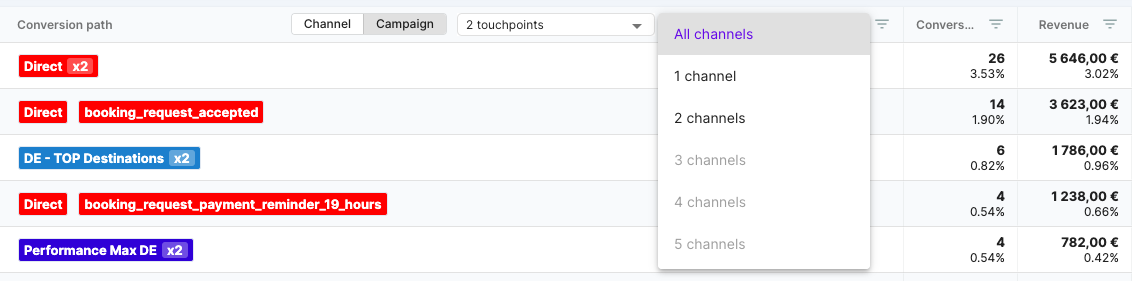 Conversion path Channel Campaign 2 touchpoints Convers... Revenue
All channels
1 channel
2 channels
3 channels
4 channels
5 channels
Direct x2 26 5 646,00 €
3.53% 3.02%
Direct booking_request_accepted 14 3 623,00 €
1.90% 1.94%
DE - TOP Destinations x2 6 1 786,00 €
0.82% 0.96%
Direct booking_request_payment_reminder_19_hours 4 1 238,00 €
0.54% 0.66%
Performance Max DE x2 4 782,00 €
0.54% 0.42%